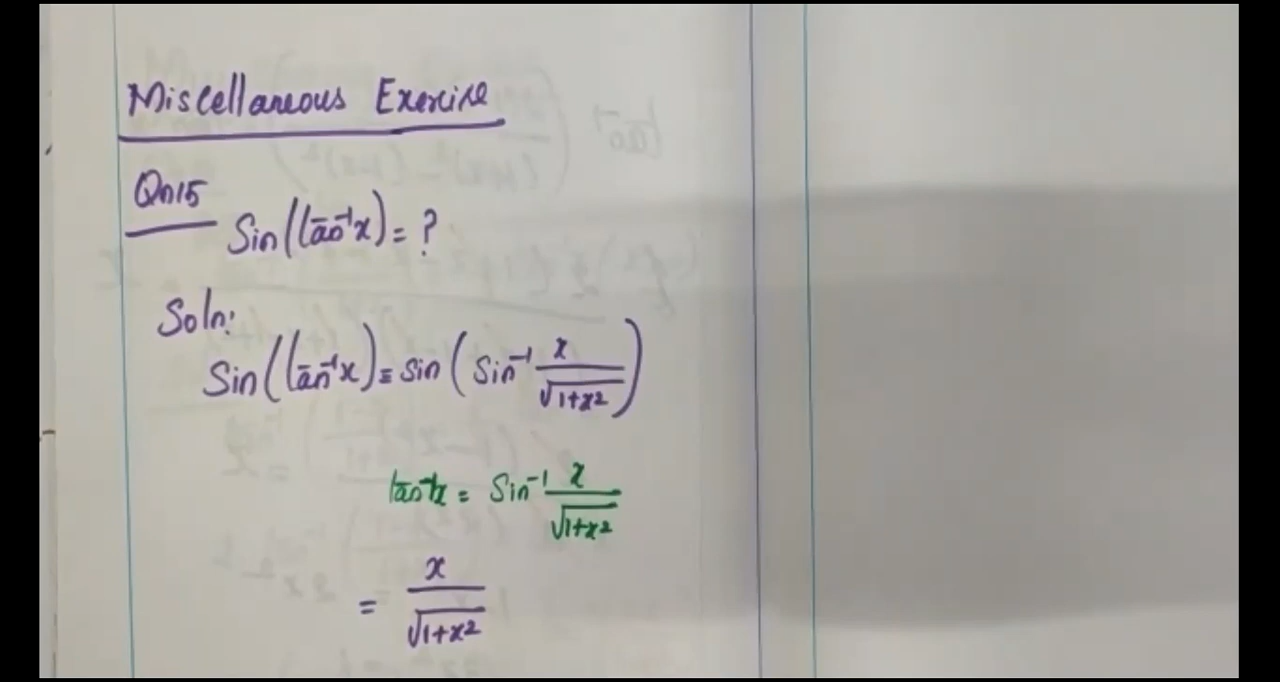 Miscellaneous Exercise
Qn15
Sin(tan⁻¹x) = ?
Soln:
Sin(tan⁻¹x) = sin(Sin⁻¹ x/√1+x²)
tan⁻¹x = Sin⁻¹ x/√1+x²
= x/√1+x²